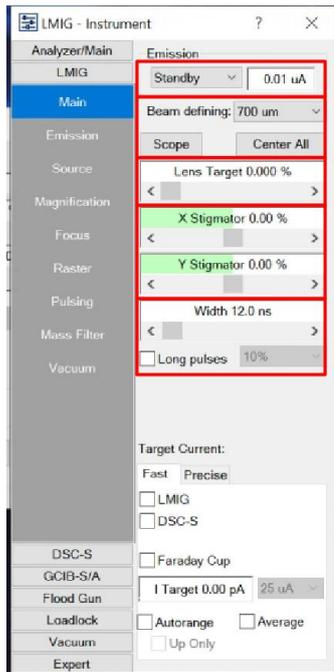 LMIG - Instrument ? ×
Analyzer/Main
LMIG
Main
Emission
Source
Magnification
Focus
Raster
Pulsing
Mass Filter
Vacuum
DSC-S
GCIB-S/A
Flood Gun
Loadlock
Vacuum
Expert
Emission
Standby 0.01 uA
Beam defining: 700 um
Scope Center All
Lens Target 0.000 %
X Stigmator 0.00 %
Y Stigmator 0.00 %
Width 12.0 ns
Long pulses 10%
Target Current:
Fast Precise
LMIG
DSC-S
Faraday Cup
I Target 0.00 pA 25 uA
Autorange Average
Up Only